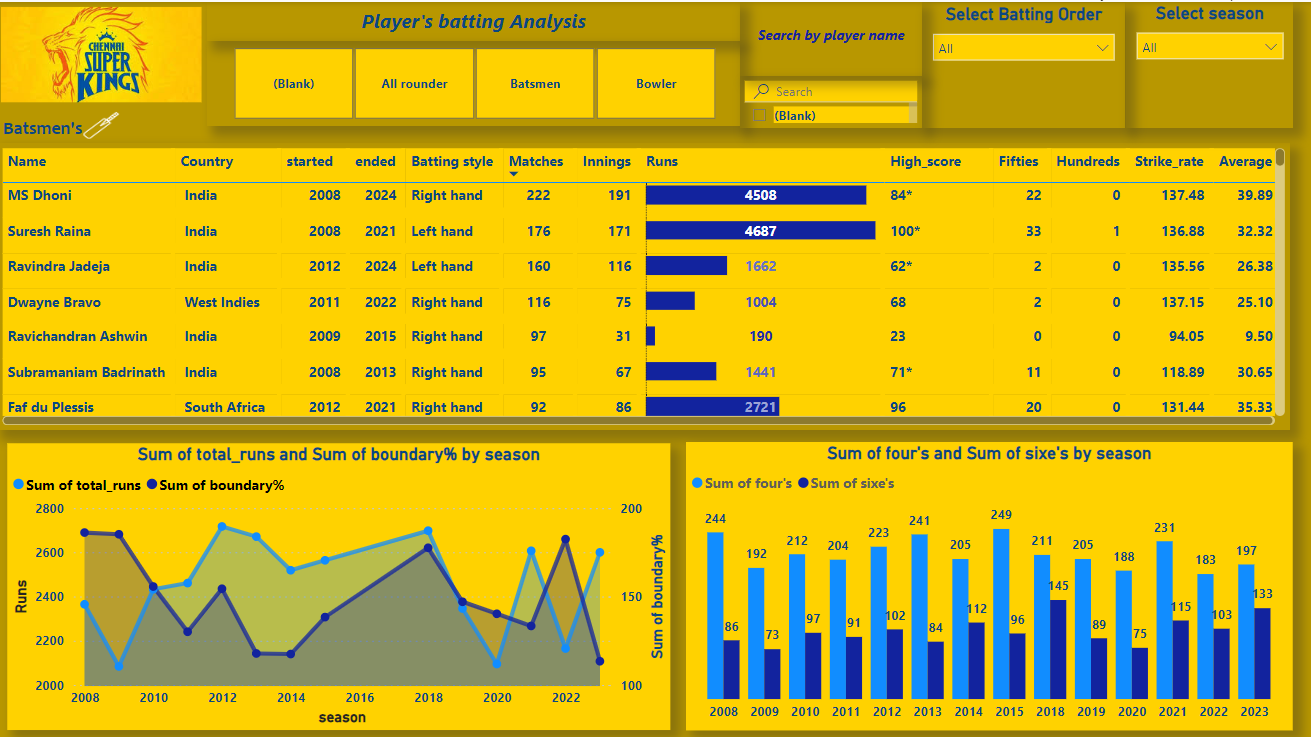 CHENNAI
SUPER
KINGS
Player's batting Analysis
(Blank)
All rounder
Batsmen
Bowler
Search by player name
Search
(Blank)
Select Batting Order
All
Select season
All
Batsmen's
Name Country started ended Batting style Matches Innings Runs High_score Fifties Hundreds Strike_rate Average
MS Dhoni India 2008 2024 Right hand 222 191 4508 84* 22 0 137.48 39.89
Suresh Raina India 2008 2021 Left hand 176 171 4687 100* 33 1 136.88 32.32
Ravindra Jadeja India 2012 2024 Left hand 160 116 1662 62* 2 0 135.56 26.38
Dwayne Bravo West Indies 2011 2022 Right hand 116 75 1004 68 2 0 137.15 25.10
Ravichandran Ashwin India 2009 2015 Right hand 97 31 190 23 0 0 94.05 9.50
Subramaniam Badrinath India 2008 2013 Right hand 95 67 1441 71* 11 0 118.89 30.65
Faf du Plessis South Africa 2012 2021 Right hand 92 86 2721 96 20 0 131.44 35.33
Sum of total_runs and Sum of boundary% by season
Sum of total_runs Sum of boundary%
2800 200
2600
2400 150
2200
2000 100
Runs
Sum of boundary%
2008 2010 2012 2014 2016 2018 2020 2022
season
Sum of four's and Sum of sixe's by season
Sum of four's Sum of sixe's
244 192 212 204 223 241 205 249 211 205 188 231 183 197
86 73 97 91 102 84 112 96 145 89 75 115 103 133
2008 2009 2010 2011 2012 2013 2014 2015 2018 2019 2020 2021 2022 2023